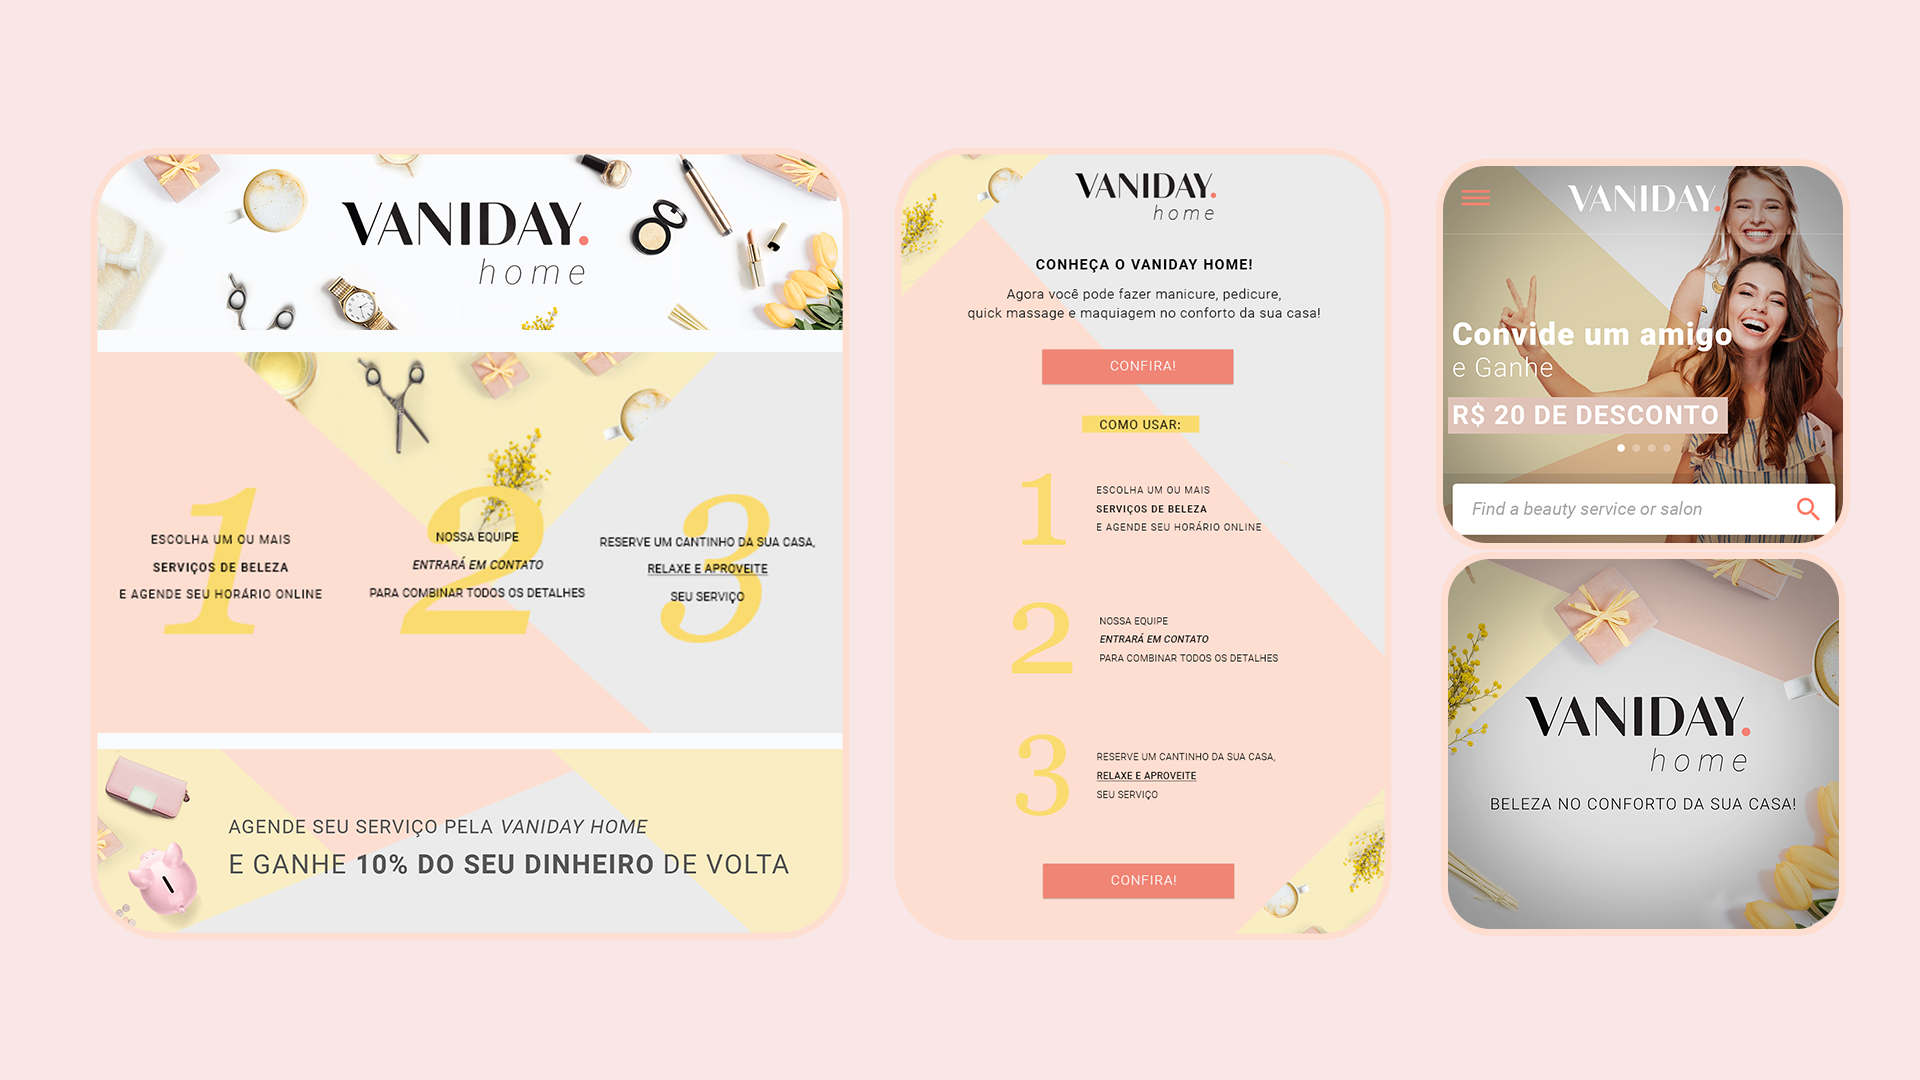 VANIDAY.
home
1
ESCOLHA UM OU MAIS
SERVIÇOS DE BELEZA
E AGENDE SEU HORÁRIO ONLINE
2
NOSSA EQUIPE
ENTRARÁ EM CONTATO
PARA COMBINAR TODOS OS DETALHES
3
RESERVE UM CANTINHO DA SUA CASA,
RELAXE E APROVEITE
SEU SERVIÇO
AGENDE SEU SERVIÇO PELA VANIDAY HOME
E GANHE 10% DO SEU DINHEIRO DE VOLTA
VANIDAY.
home
CONHEÇA O VANIDAY HOME!
Agora você pode fazer manicure, pedicure,
quick massage e maquiagem no conforto da sua casa!
CONFIRA!
COMO USAR:
1
ESCOLHA UM OU MAIS
SERVIÇOS DE BELEZA
E AGENDE SEU HORÁRIO ONLINE
2
NOSSA EQUIPE
ENTRARÁ EM CONTATO
PARA COMBINAR TODOS OS DETALHES
3
RESERVE UM CANTINHO DA SUA CASA,
RELAXE E APROVEITE
SEU SERVIÇO
CONFIRA!
VANIDAY.
Convide um amigo
e Ganhe
R$ 20 DE DESCONTO
Find a beauty service or salon
VANIDAY.
home
BELEZA NO CONFORTO DA SUA CASA!